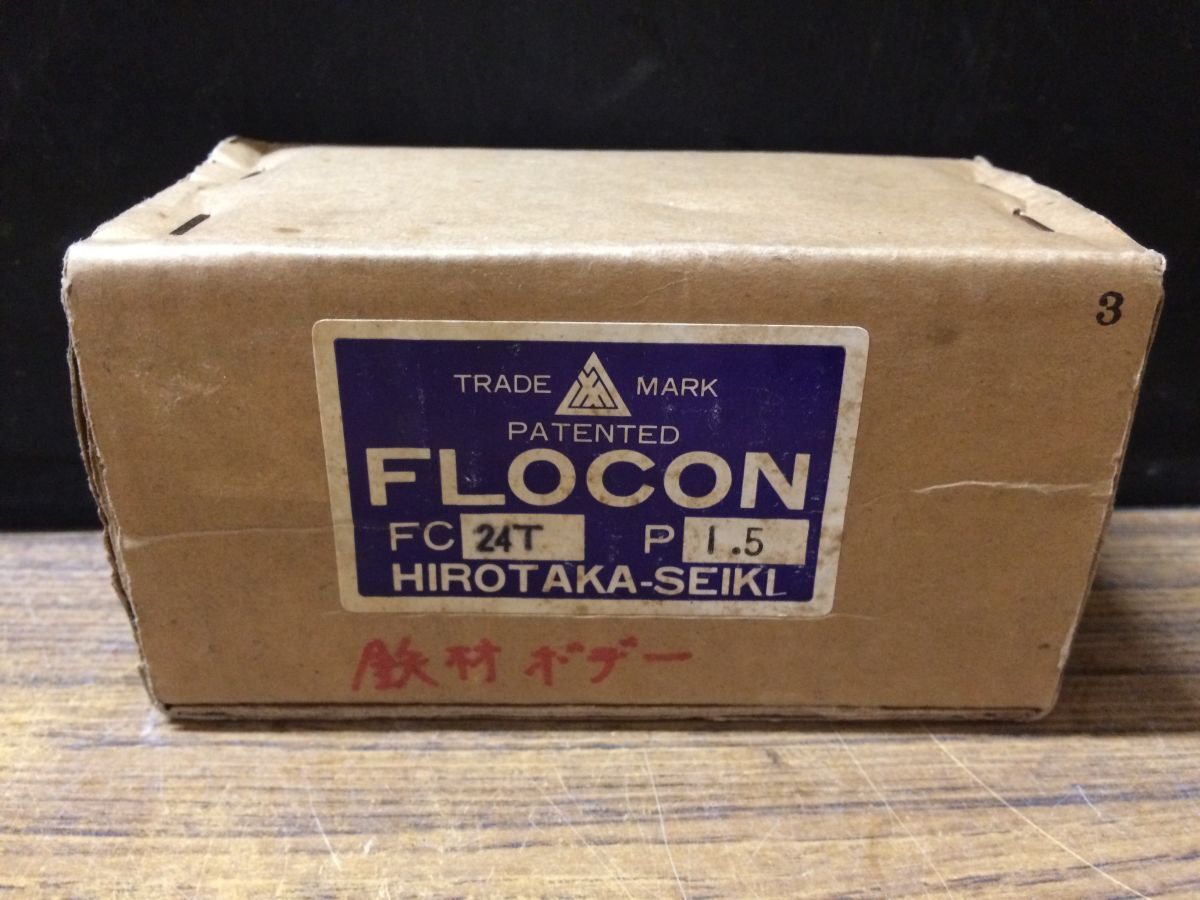 3
TRADE MARK
PATENTED
FLOCON
FC 24T P 1.5
HIROTAKA-SEIKI
鉄材ボデー